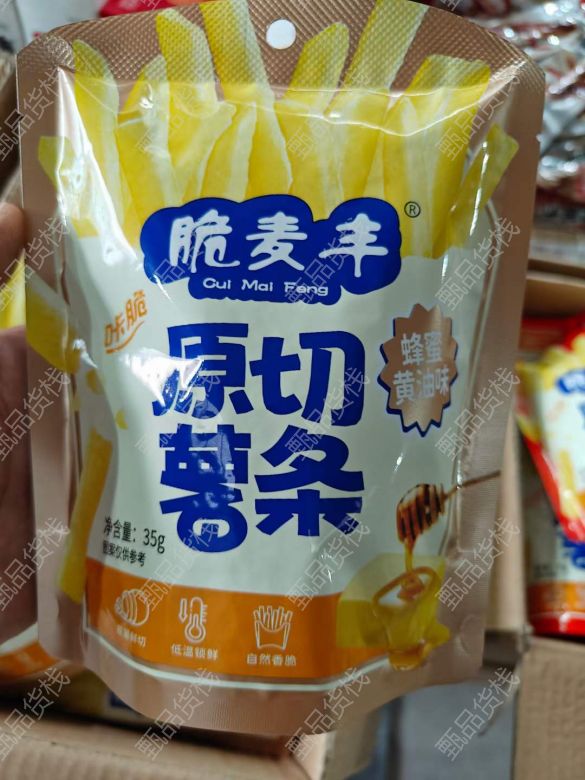 脆麦丰®
Cui Mai Feng
咔脆
原切
薯条
蜂蜜
黄油味
净含量：35g
图案仅供参考
低温锁鲜
自然香脆
甄品货栈